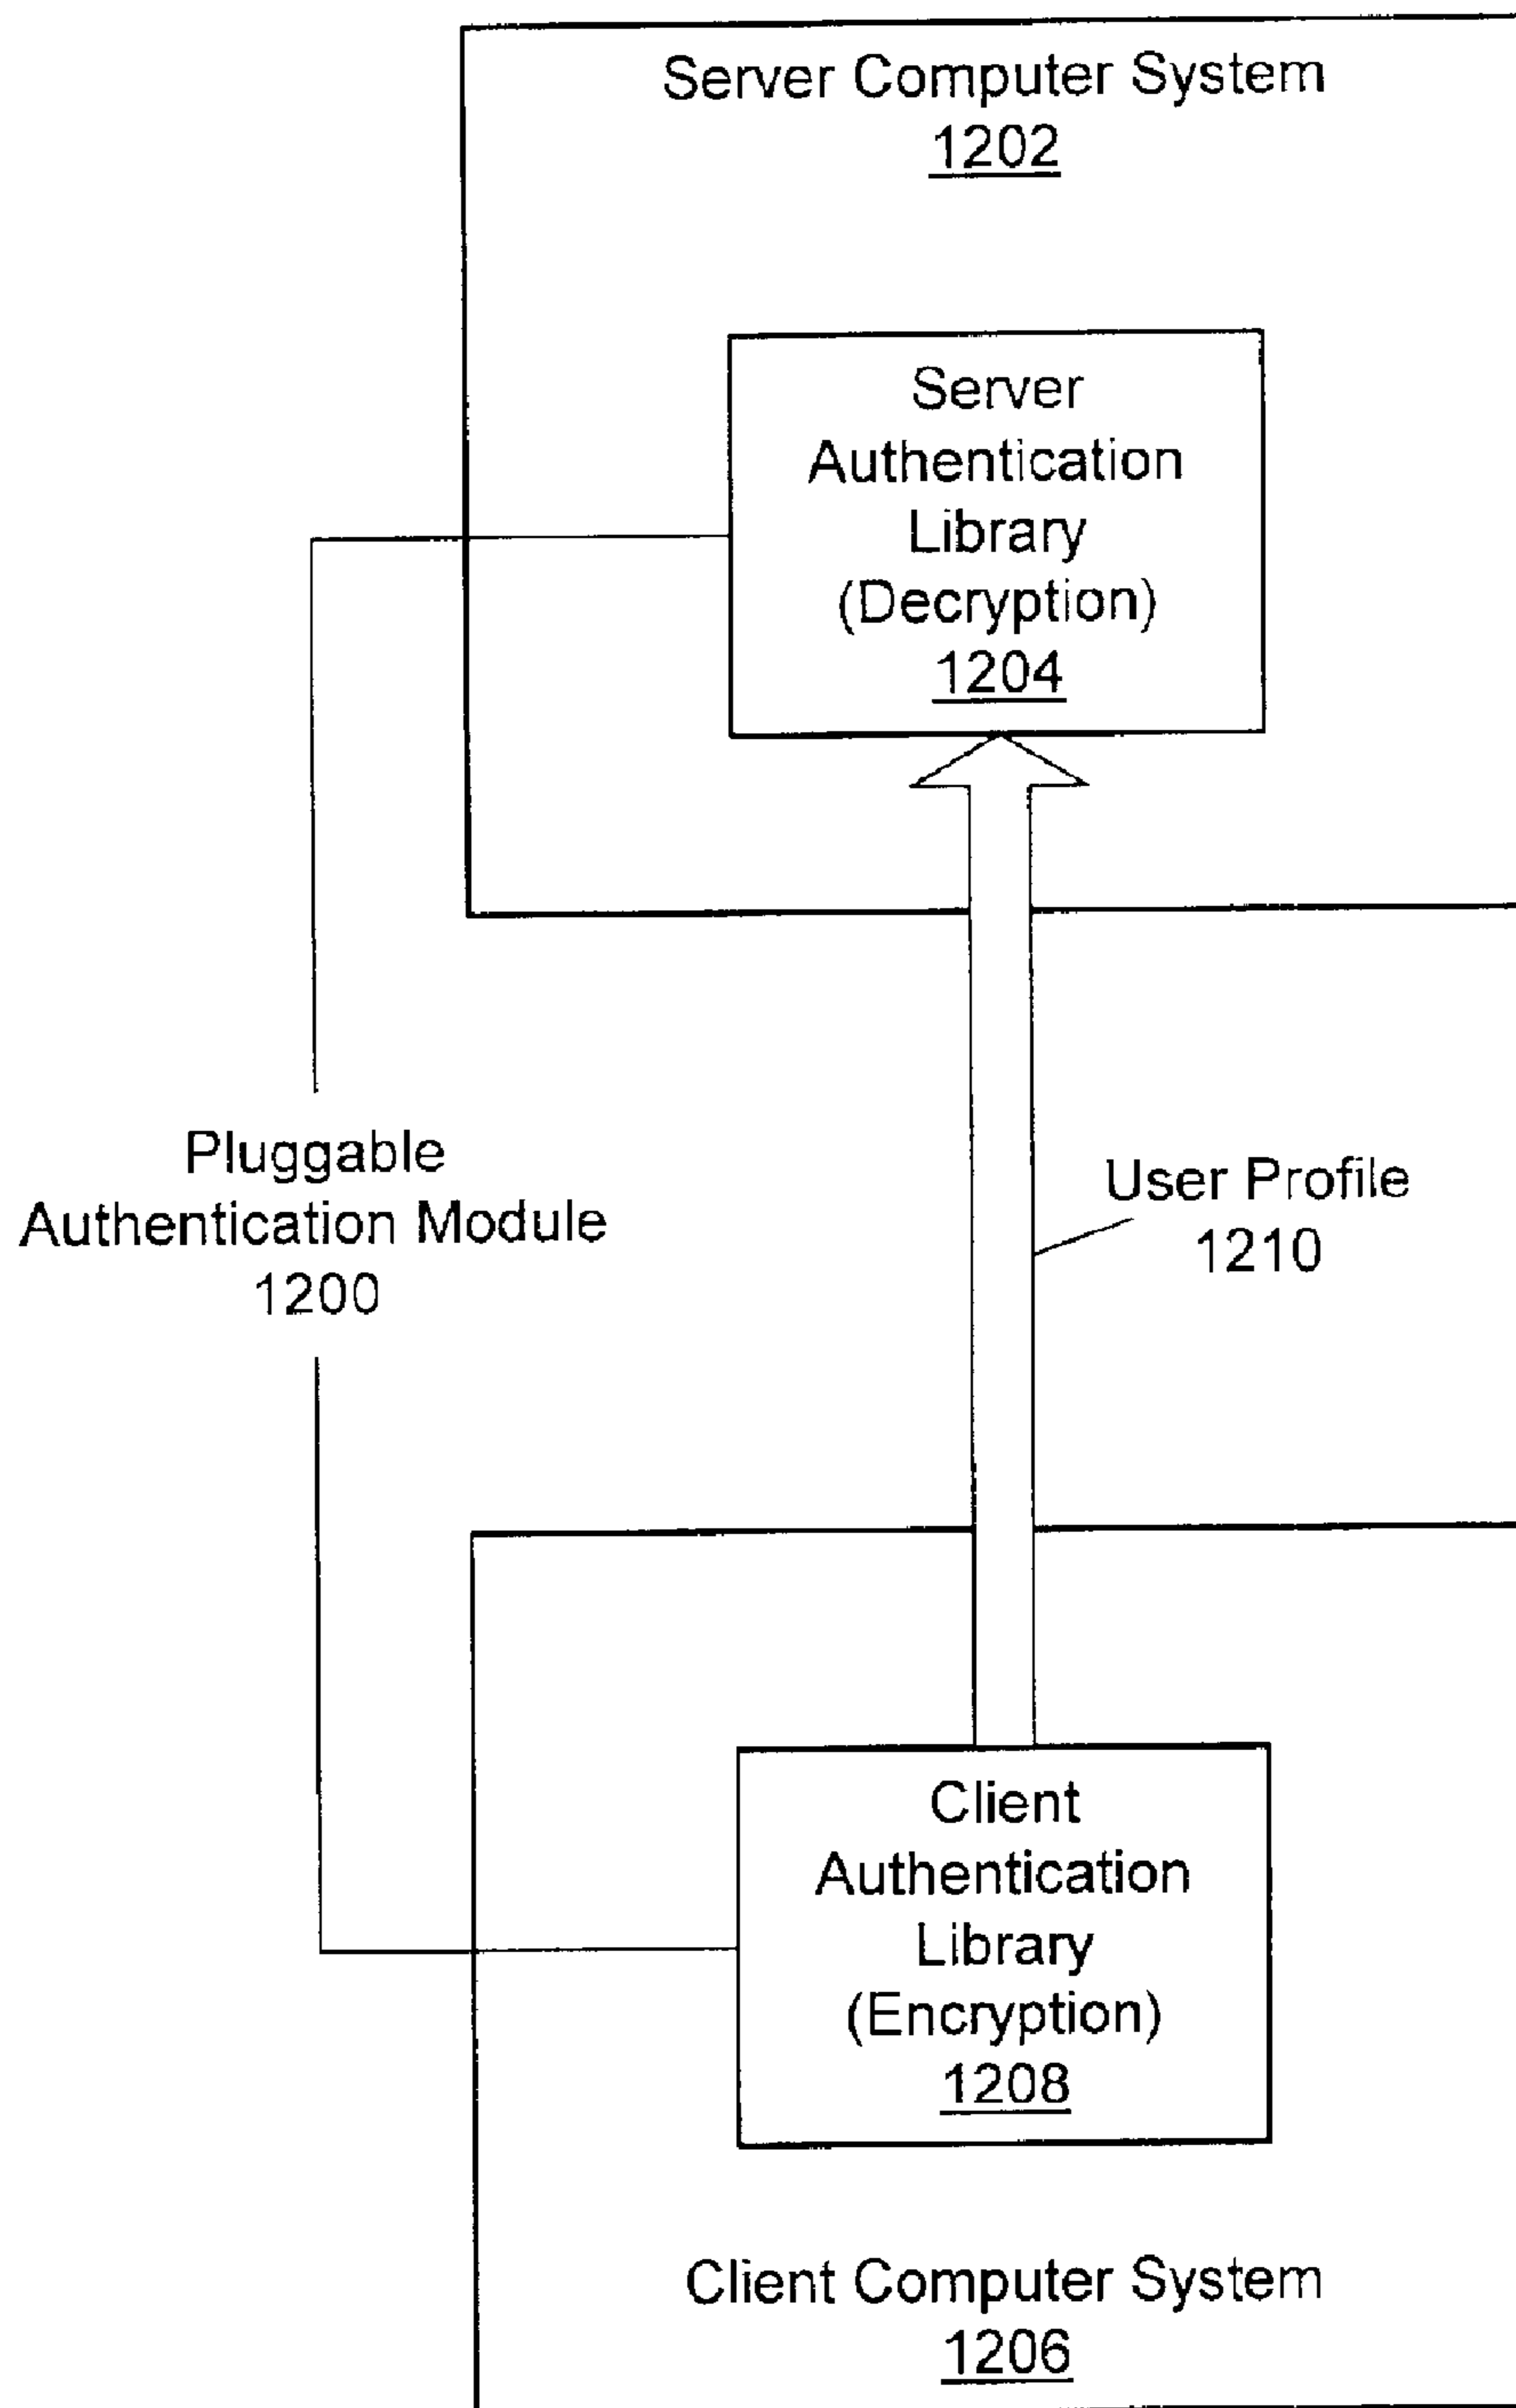 Server Computer System
1202
Server
Authentication
Library
(Decryption)
1204
Pluggable
Authentication Module
1200
User Profile
1210
Client
Authentication
Library
(Encryption)
1208
Client Computer System
1206